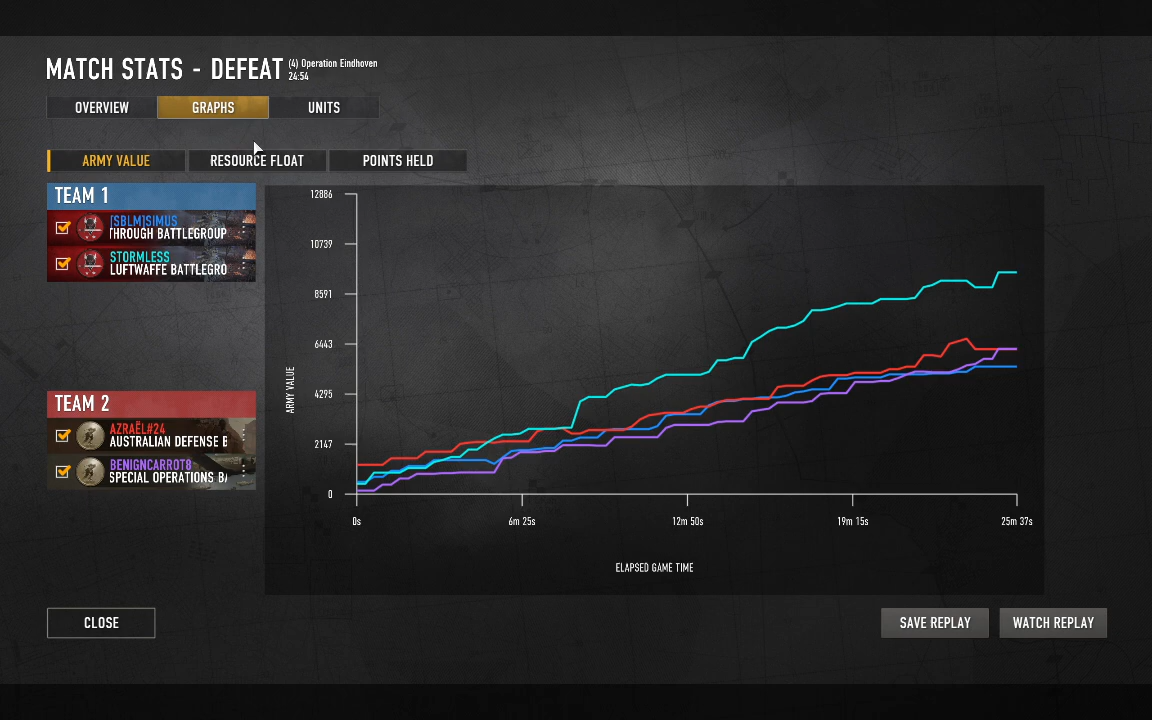 MATCH STATS - DEFEAT
(4) Operation Eindhoven
24:54
OVERVIEW
GRAPHS
UNITS
ARMY VALUE
RESOURCE FLOAT
POINTS HELD
TEAM 1
[SBLM]SIMUS
THROUGH BATTLEGROUP
STORMLESS
LUFTWAFFE BATTLEGRO
TEAM 2
AZRAËL#24
AUSTRALIAN DEFENSE B
BENIGNCARROT8
SPECIAL OPERATIONS BA
12886
10739
8591
6443
4295
2147
0
ARMY VALUE
0s
6m 25s
12m 50s
19m 15s
25m 37s
ELAPSED GAME TIME
CLOSE
SAVE REPLAY
WATCH REPLAY